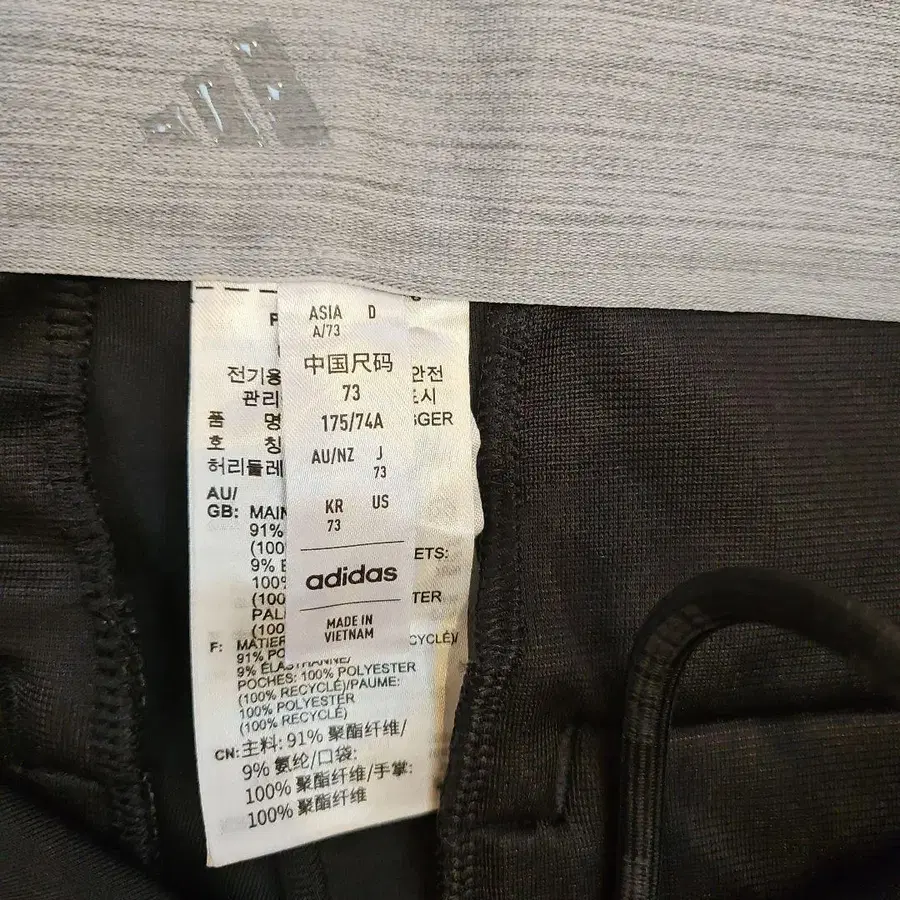 ASIA D
A/73
中国尺码
73
175/74A
AU/NZ J
73
KR US
73
adidas
MADE IN
VIETNAM
전기용 안전
관리 표시
품 명 GGER
호 칭
허리둘레
AU/
GB: MAIN
91%
(100
9% E ETS:
100%
(100 TER
PAL
(100
F: MATIÈR CYCLÉ)/
91% PO
9% ÉLASTHANNE/
POCHES: 100% POLYESTER
(100% RECYCLÉ)/PAUME:
100% POLYESTER
(100% RECYCLÉ)
CN: 主料: 91% 聚酯纤维/
9% 氨纶/口袋:
100% 聚酯纤维/手掌:
100% 聚酯纤维